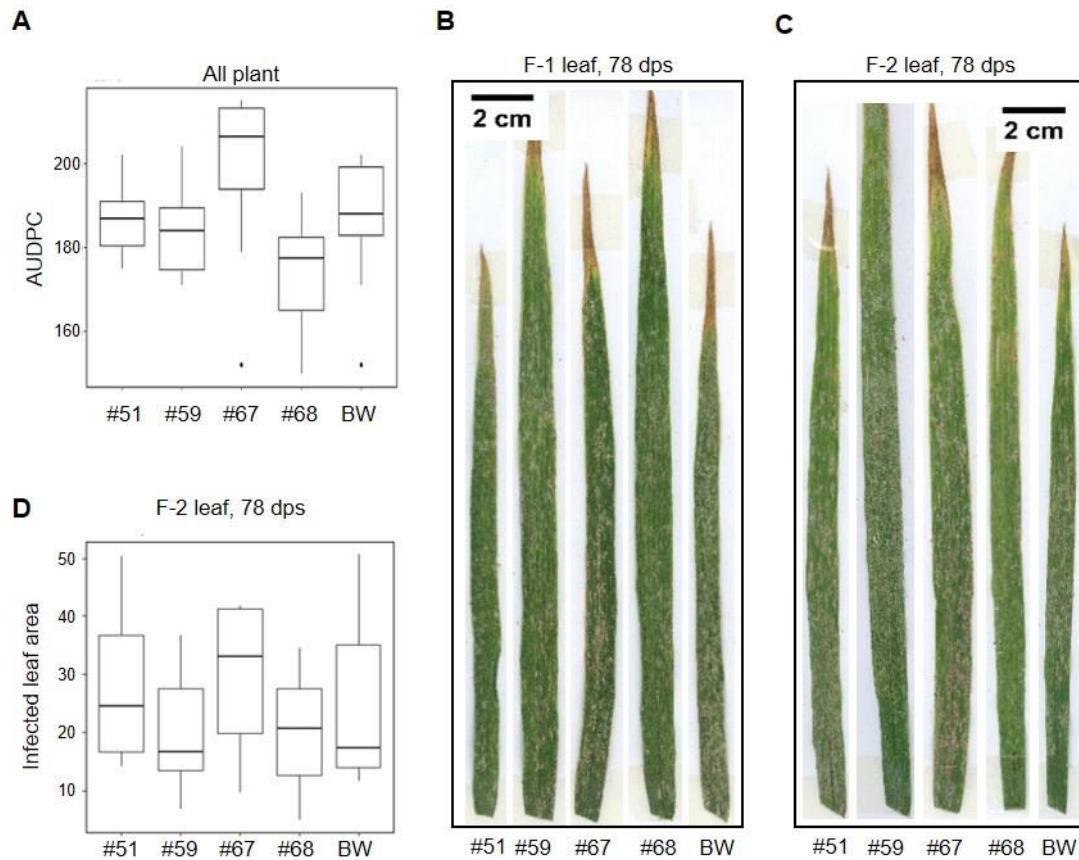 A
All plant
AUDPC
200
180
160
#51 #59 #67 #68 BW
B
F-1 leaf, 78 dps
2 cm
#51 #59 #67 #68 BW
C
F-2 leaf, 78 dps
2 cm
#51 #59 #67 #68 BW
D
F-2 leaf, 78 dps
Infected leaf area
50
40
30
20
10
#51 #59 #67 #68 BW